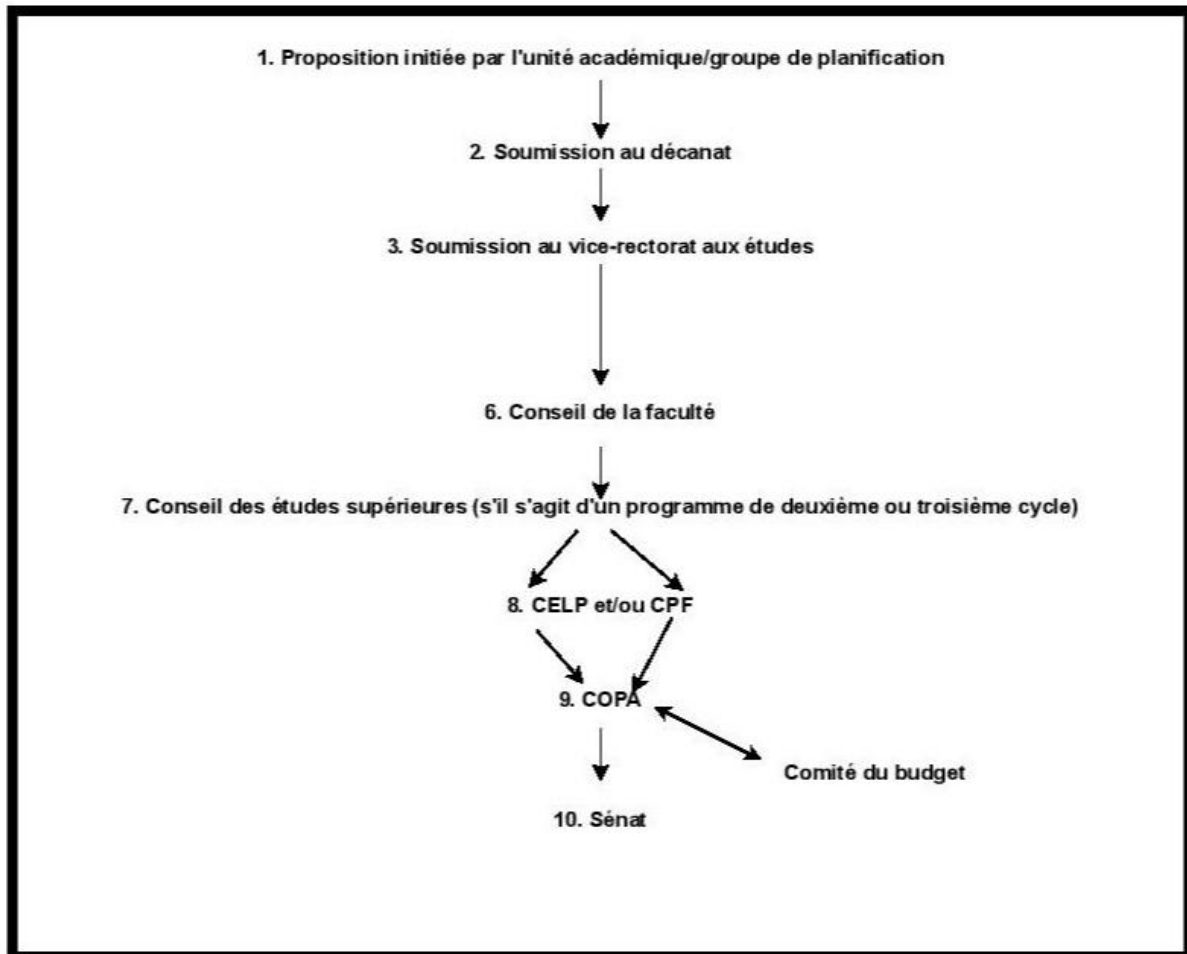 1. Proposition initiée par l'unité académique/groupe de planification
2. Soumission au décanat
3. Soumission au vice-rectorat aux études
6. Conseil de la faculté
7. Conseil des études supérieures (s'il s'agit d'un programme de deuxième ou troisième cycle)
8. CELP et/ou CPF
9. COPA
Comité du budget
10. Sénat